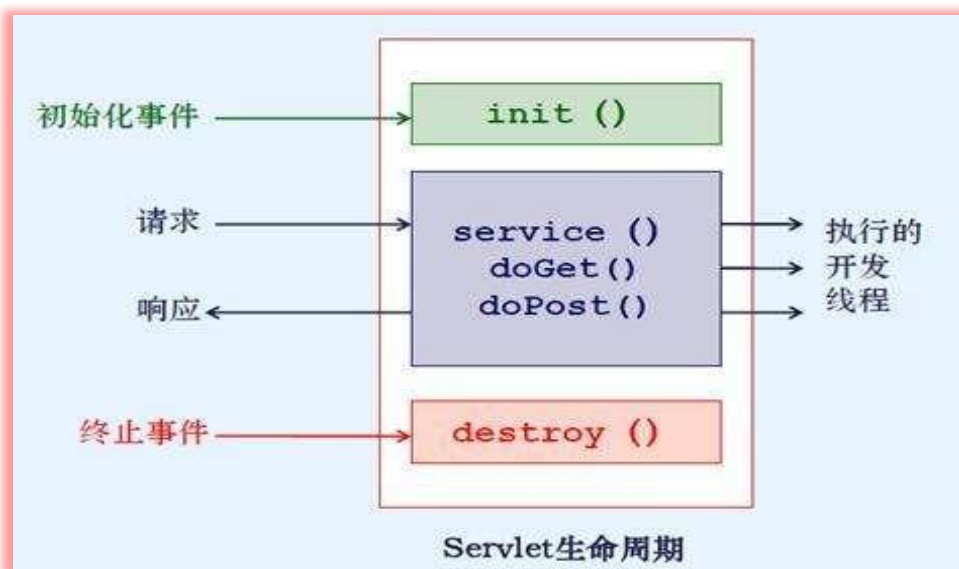 初始化事件
init ()
请求
service ()
doGet()
doPost()
响应
执行的
开发
线程
终止事件
destroy ()
Servlet生命周期